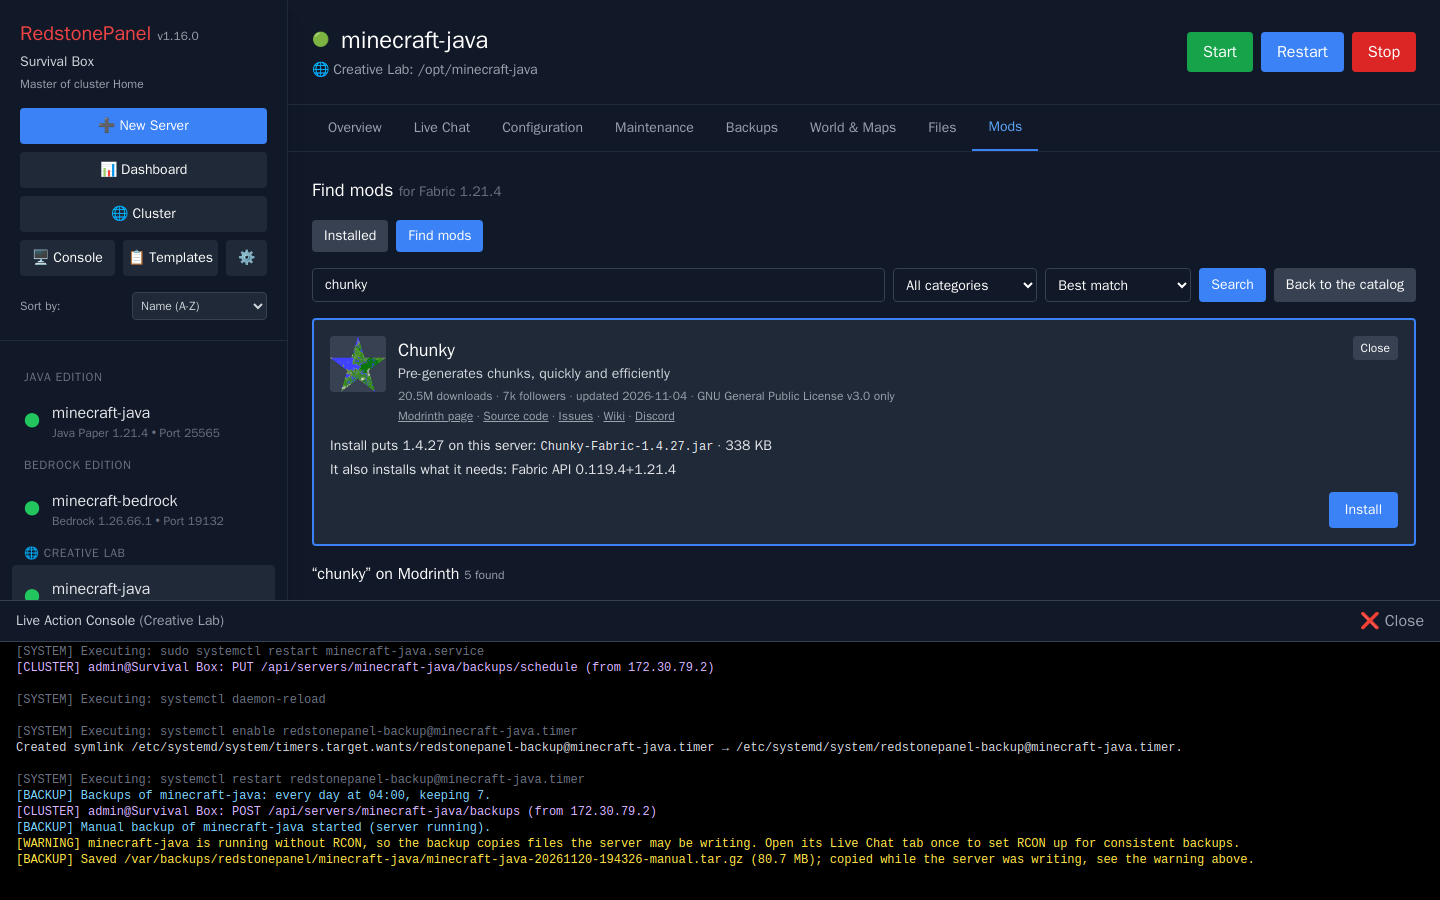 RedstonePanel v1.16.0
Survival Box
Master of cluster Home
➕ New Server
📊 Dashboard
🌐 Cluster
🖥️ Console
📋 Templates
⚙️
Sort by:
Name (A-Z)
JAVA EDITION
minecraft-java
Java Paper 1.21.4 • Port 25565
BEDROCK EDITION
minecraft-bedrock
Bedrock 1.26.66.1 • Port 19132
🌐 CREATIVE LAB
minecraft-java
minecraft-java
🌐 Creative Lab: /opt/minecraft-java
Start
Restart
Stop
Overview
Live Chat
Configuration
Maintenance
Backups
World & Maps
Files
Mods
Find mods for Fabric 1.21.4
Installed
Find mods
chunky
All categories
Best match
Search
Back to the catalog
Chunky
Close
Pre-generates chunks, quickly and efficiently
20.5M downloads · 7k followers · updated 2026-11-04 · GNU General Public License v3.0 only
Modrinth page · Source code · Issues · Wiki · Discord
Install puts 1.4.27 on this server: Chunky-Fabric-1.4.27.jar · 338 KB
It also installs what it needs: Fabric API 0.119.4+1.21.4
Install
“chunky” on Modrinth 5 found
Live Action Console (Creative Lab)
❌ Close
[SYSTEM] Executing: sudo systemctl restart minecraft-java.service
[CLUSTER] admin@Survival Box: PUT /api/servers/minecraft-java/backups/schedule (from 172.30.79.2)
[SYSTEM] Executing: systemctl daemon-reload
[SYSTEM] Executing: systemctl enable redstonepanel-backup@minecraft-java.timer
Created symlink /etc/systemd/system/timers.target.wants/redstonepanel-backup@minecraft-java.timer → /etc/systemd/system/redstonepanel-backup@minecraft-java.timer.
[SYSTEM] Executing: systemctl restart redstonepanel-backup@minecraft-java.timer
[BACKUP] Backups of minecraft-java: every day at 04:00, keeping 7.
[CLUSTER] admin@Survival Box: POST /api/servers/minecraft-java/backups (from 172.30.79.2)
[BACKUP] Manual backup of minecraft-java started (server running).
[WARNING] minecraft-java is running without RCON, so the backup copies files the server may be writing. Open its Live Chat tab once to set RCON up for consistent backups.
[BACKUP] Saved /var/backups/redstonepanel/minecraft-java/minecraft-java-20261120-194326-manual.tar.gz (80.7 MB); copied while the server was writing, see the warning above.